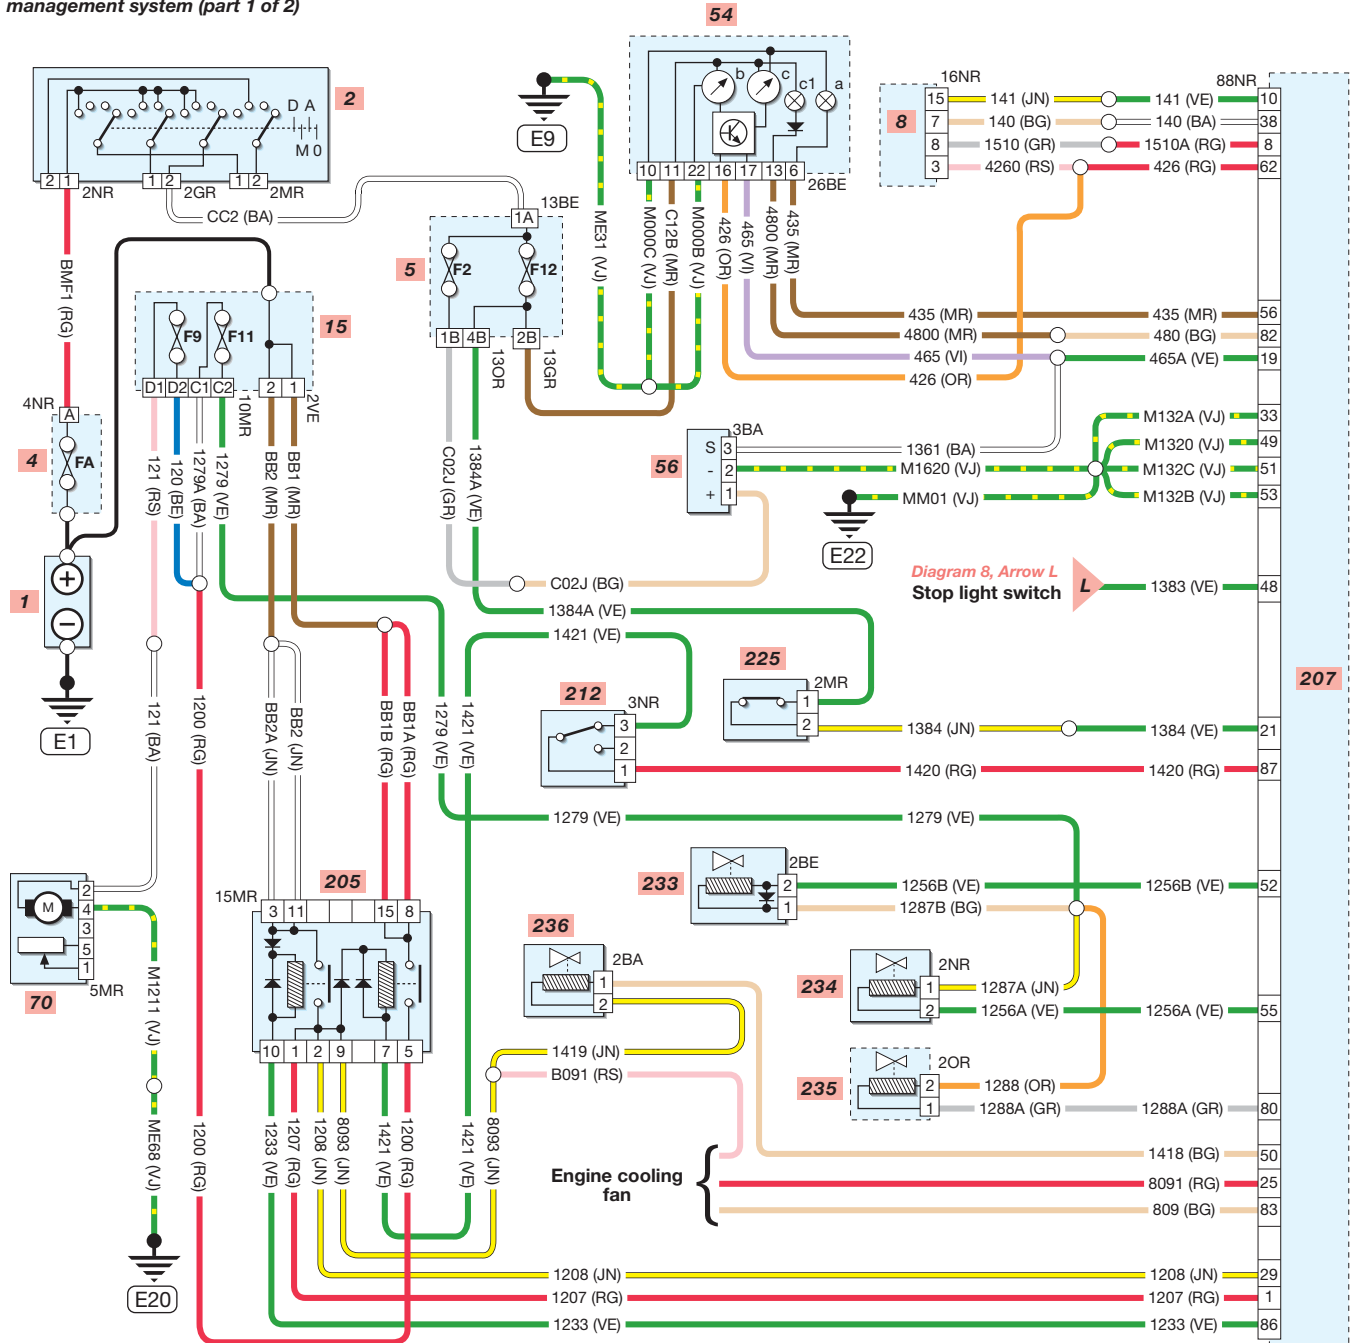 management system (part 1 of 2)
54
2
D A
M 0
2 1 2NR 1 2 2GR 1 2 2MR
CC2 (BA)
BMF1 (RG)
E9
ME31 (VJ)
b c c1 a
10 11 22 16 17 13 6
26BE
M000C (VJ)
C12B (MR)
M000B (VJ)
426 (OR)
465 (VI)
4800 (MR)
435 (MR)
16NR
8
15 141 (JN)
7 140 (BG)
8 1510 (GR)
3 4260 (RS)
88NR
141 (VE) 10
140 (BA) 38
1510A (RG) 8
426 (RG) 62
13BE
1A
5
F2 F12
1B 4B 2B
13OR
13GR
15
F9 F11
D1 D2 C1 C2 2 1
10MR
2VE
4NR
A
4
FA
1
+
−
E1
121 (RS)
120 (BE)
1279A (BA)
1279 (VE)
BB2 (MR)
BB1 (MR)
C02J (GR)
1384A (VE)
435 (MR) 435 (MR) 56
4800 (MR) 480 (BG) 82
465 (VI) 465A (VE) 19
426 (OR)
3BA
56
S 3
- 2
+ 1
1361 (BA)
M1620 (VJ)
MM01 (VJ)
E22
M132A (VJ) 33
M1320 (VJ) 49
M132C (VJ) 51
M132B (VJ) 53
C02J (BG)
Diagram 8, Arrow L
Stop light switch
L
1383 (VE) 48
1384A (VE)
1421 (VE)
207
225
2MR
1
2
1384 (JN) 1384 (VE) 21
212
3NR
3
2
1
1420 (RG) 1420 (RG) 87
121 (BA)
1200 (RG)
BB2A (JN)
BB2 (JN)
BB1B (RG)
BB1A (RG)
1279 (VE)
1421 (VE)
1279 (VE) 1279 (VE)
233
2BE
2 1256B (VE) 1256B (VE) 52
1 1287B (BG)
70
M
2
4
3
5
1
5MR
M1211 (VJ)
ME68 (VJ)
E20
205
15MR
3 11 15 8
10 1 2 9 7 5
236
2BA
1
2
234
2NR
1 1287A (JN)
2 1256A (VE) 1256A (VE) 55
235
2OR
2 1288 (OR)
1 1288A (GR) 1288A (GR) 80
1419 (JN)
B091 (RS)
1200 (RG)
1233 (VE)
1207 (RG)
1208 (JN)
8093 (JN)
1421 (VE)
1200 (RG)
1421 (VE)
8093 (JN)
Engine cooling
fan
1418 (BG) 50
8091 (RG) 25
809 (BG) 83
1208 (JN) 1208 (JN) 29
1207 (RG) 1207 (RG) 1
1233 (VE) 1233 (VE) 86